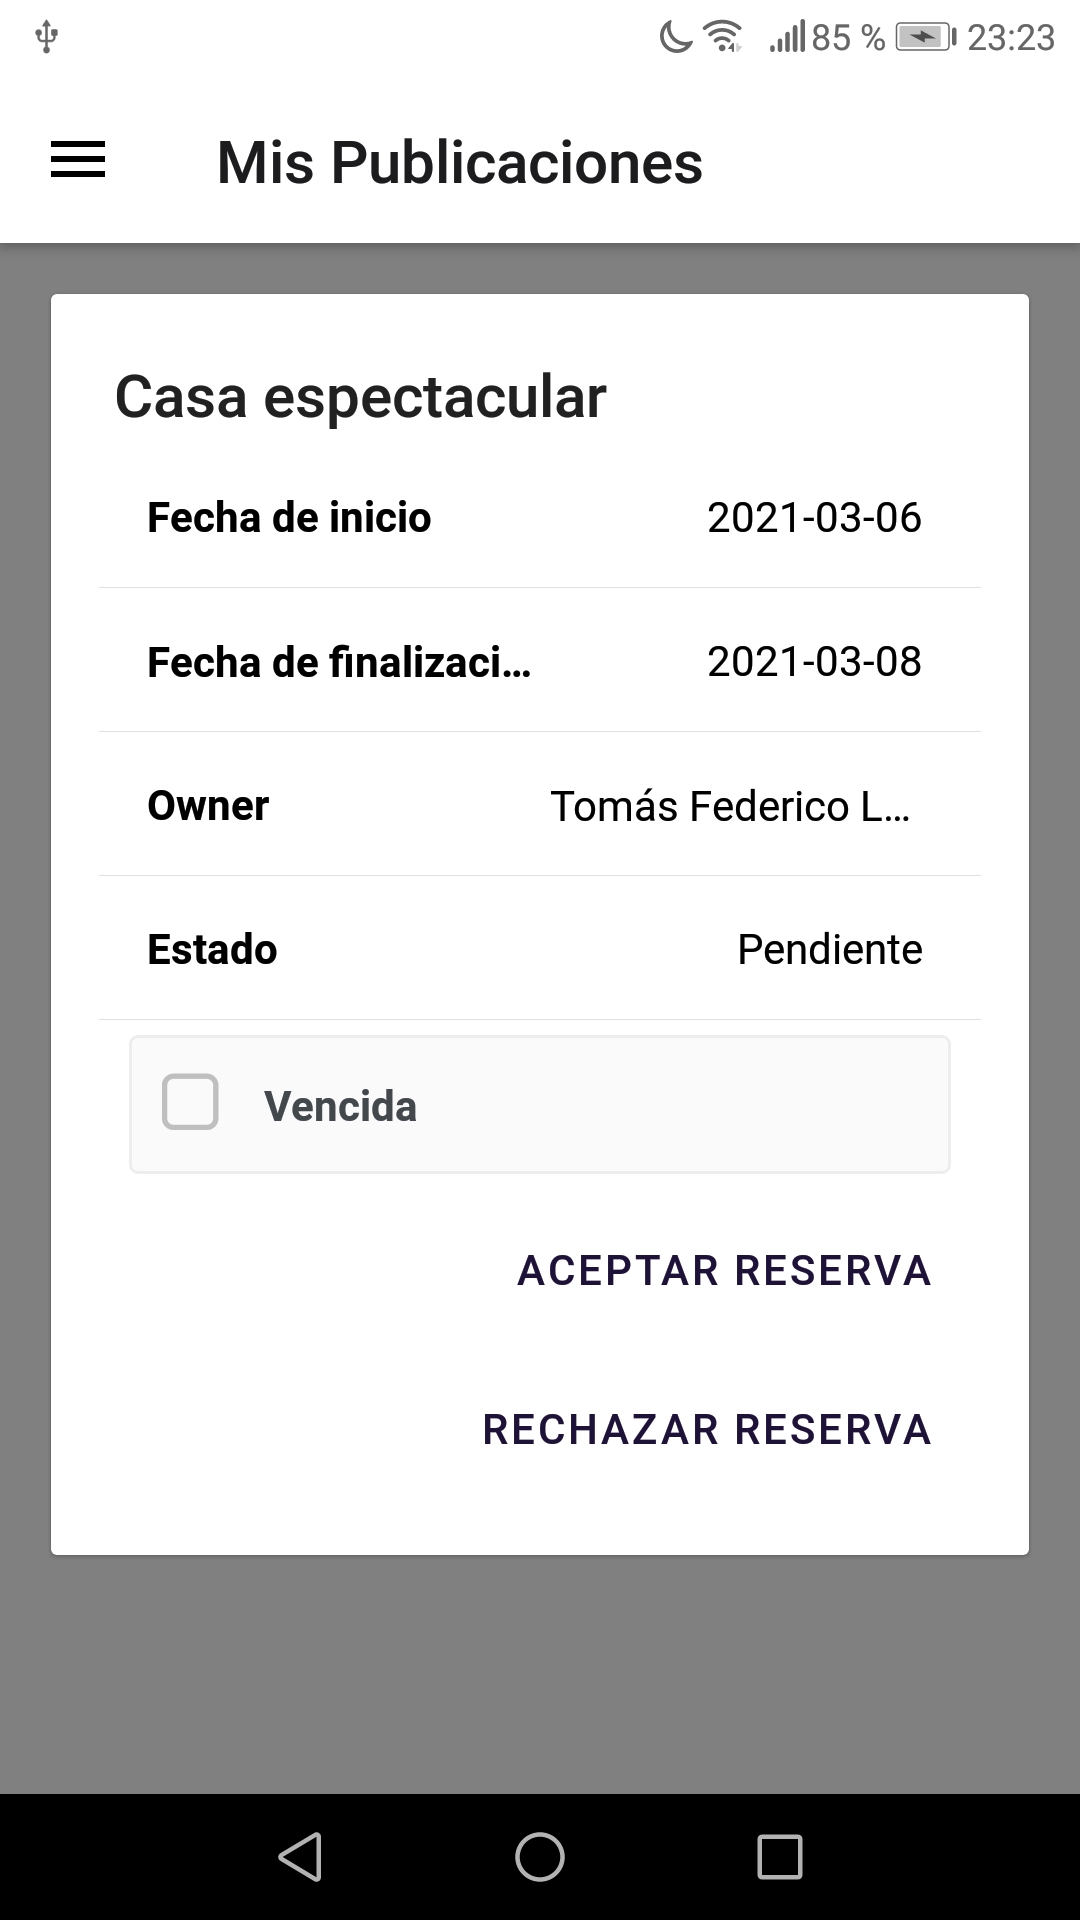 85 % 23:23
Mis Publicaciones
Casa espectacular
Fecha de inicio 2021-03-06
Fecha de finalizaci... 2021-03-08
Owner Tomás Federico L...
Estado Pendiente
Vencida
ACEPTAR RESERVA
RECHAZAR RESERVA